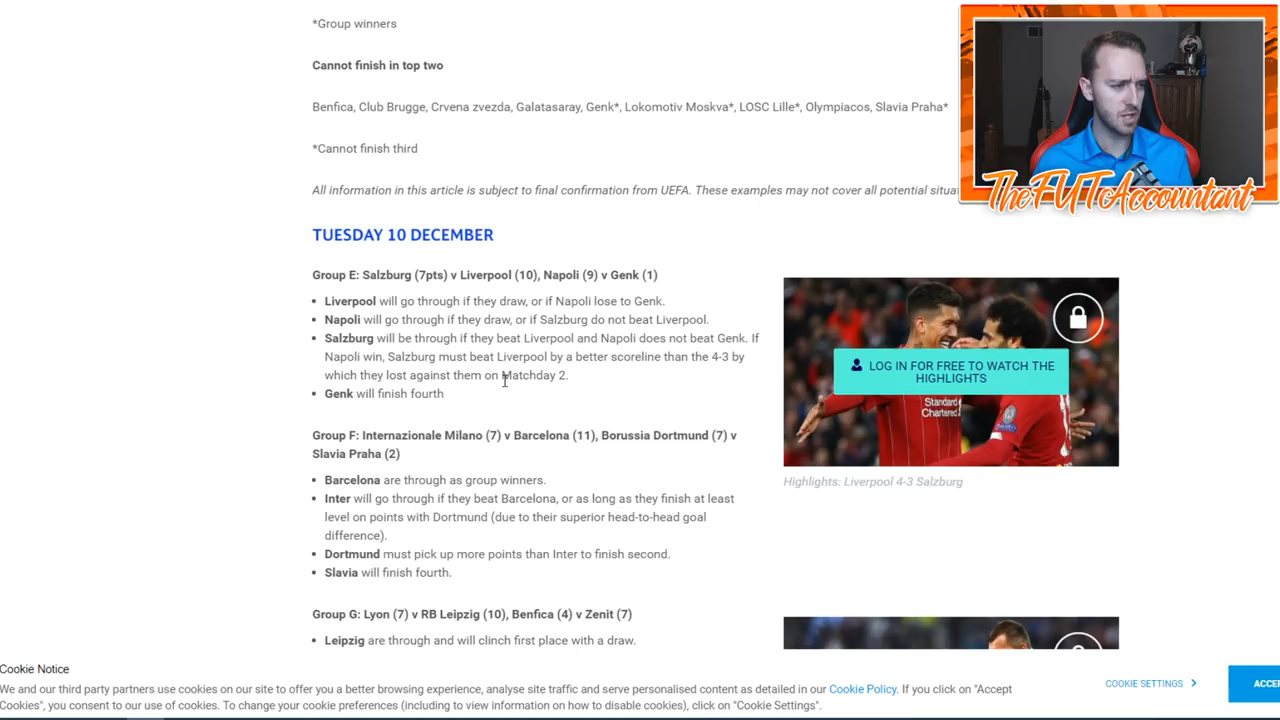 *Group winners
Cannot finish in top two
Benfica, Club Brugge, Crvena zvezda, Galatasaray, Genk*, Lokomotiv Moskva*, LOSC Lille*, Olympiacos, Slavia Praha*
*Cannot finish third
All information in this article is subject to final confirmation from UEFA. These examples may not cover all potential
TheFUTAccountant
TUESDAY 10 DECEMBER
Group E: Salzburg (7pts) v Liverpool (10), Napoli (9) v Genk (1)
• Liverpool will go through if they draw, or if Napoli lose to Genk.
• Napoli will go through if they draw, or if Salzburg do not beat Liverpool.
• Salzburg will be through if they beat Liverpool and Napoli does not beat Genk. If
Napoli win, Salzburg must beat Liverpool by a better scoreline than the 4-3 by
which they lost against them on Matchday 2.
• Genk will finish fourth
LOG IN FOR FREE TO WATCH THE
HIGHLIGHTS
Standard
Chartered
Highlights: Liverpool 4-3 Salzburg
Group F: Internazionale Milano (7) v Barcelona (11), Borussia Dortmund (7) v
Slavia Praha (2)
• Barcelona are through as group winners.
• Inter will go through if they beat Barcelona, or as long as they finish at least
level on points with Dortmund (due to their superior head-to-head goal
difference).
• Dortmund must pick up more points than Inter to finish second.
• Slavia will finish fourth.
Group G: Lyon (7) v RB Leipzig (10), Benfica (4) v Zenit (7)
• Leipzig are through and will clinch first place with a draw.
Cookie Notice
We and our third party partners use cookies on our site to offer you a better browsing experience, analyse site traffic and serve personalised content as detailed in our Cookie Policy. If you click on "Accept
Cookies", you consent to our use of cookies. To change your cookie preferences (including to view information on how to disable cookies), click on "Cookie Settings".
COOKIE SETTINGS